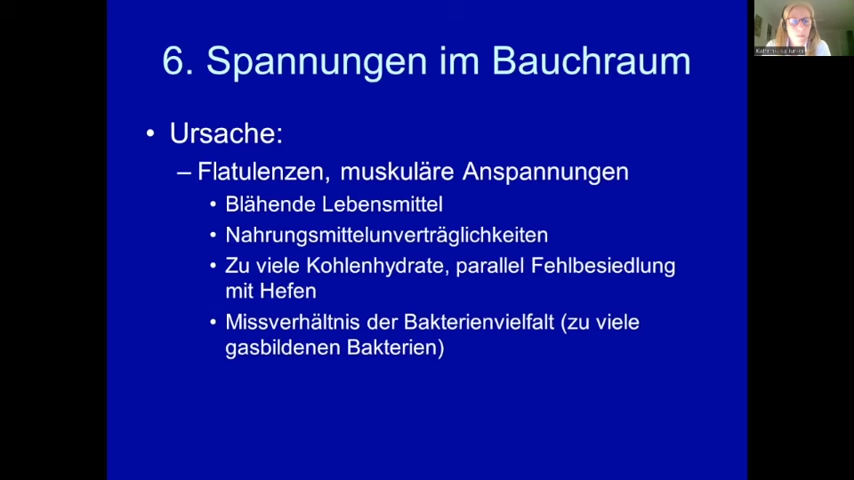 6. Spannungen im Bauchraum
• Ursache:
– Flatulenzen, muskuläre Anspannungen
• Blähende Lebensmittel
• Nahrungsmittelunverträglichkeiten
• Zu viele Kohlenhydrate, parallel Fehlbesiedlung
mit Hefen
• Missverhältnis der Bakterienvielfalt (zu viele
gasbildenen Bakterien)